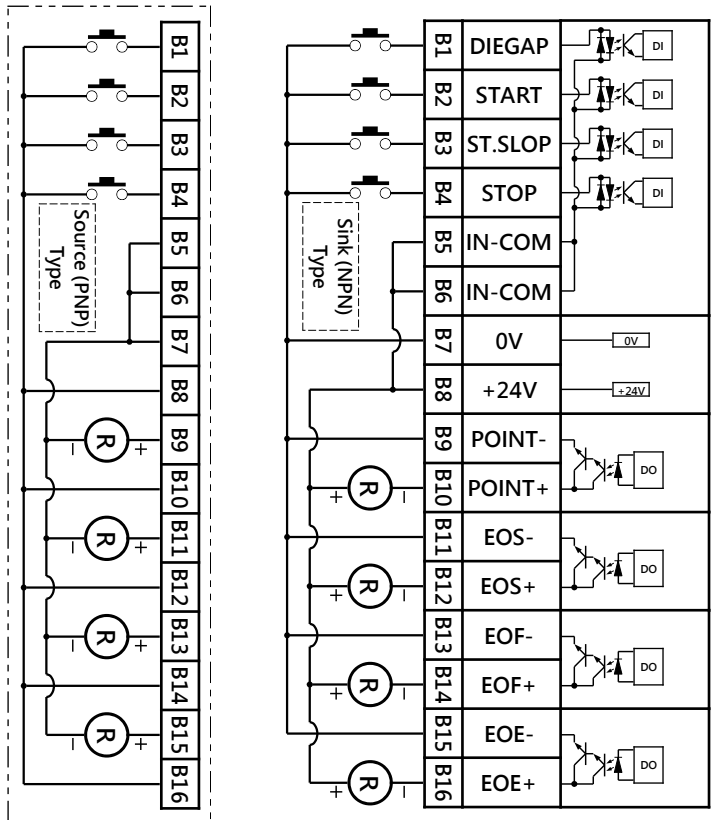 B1
B2
B3
B4
Source (PNP)
Type
B5
B6
B7
B8
− R + B9
B10
− R + B11
B12
− R + B13
B14
− R + B15
B16
B1 DIEGAP DI
B2 START DI
B3 ST.SLOP DI
B4 STOP DI
Sink (NPN)
Type
B5 IN-COM
B6 IN-COM
B7 0V 0V
B8 +24V +24V
B9 POINT-
DO
+ R − B10 POINT+
B11 EOS-
DO
+ R − B12 EOS+
B13 EOF-
DO
+ R − B14 EOF+
B15 EOE-
DO
+ R − B16 EOE+